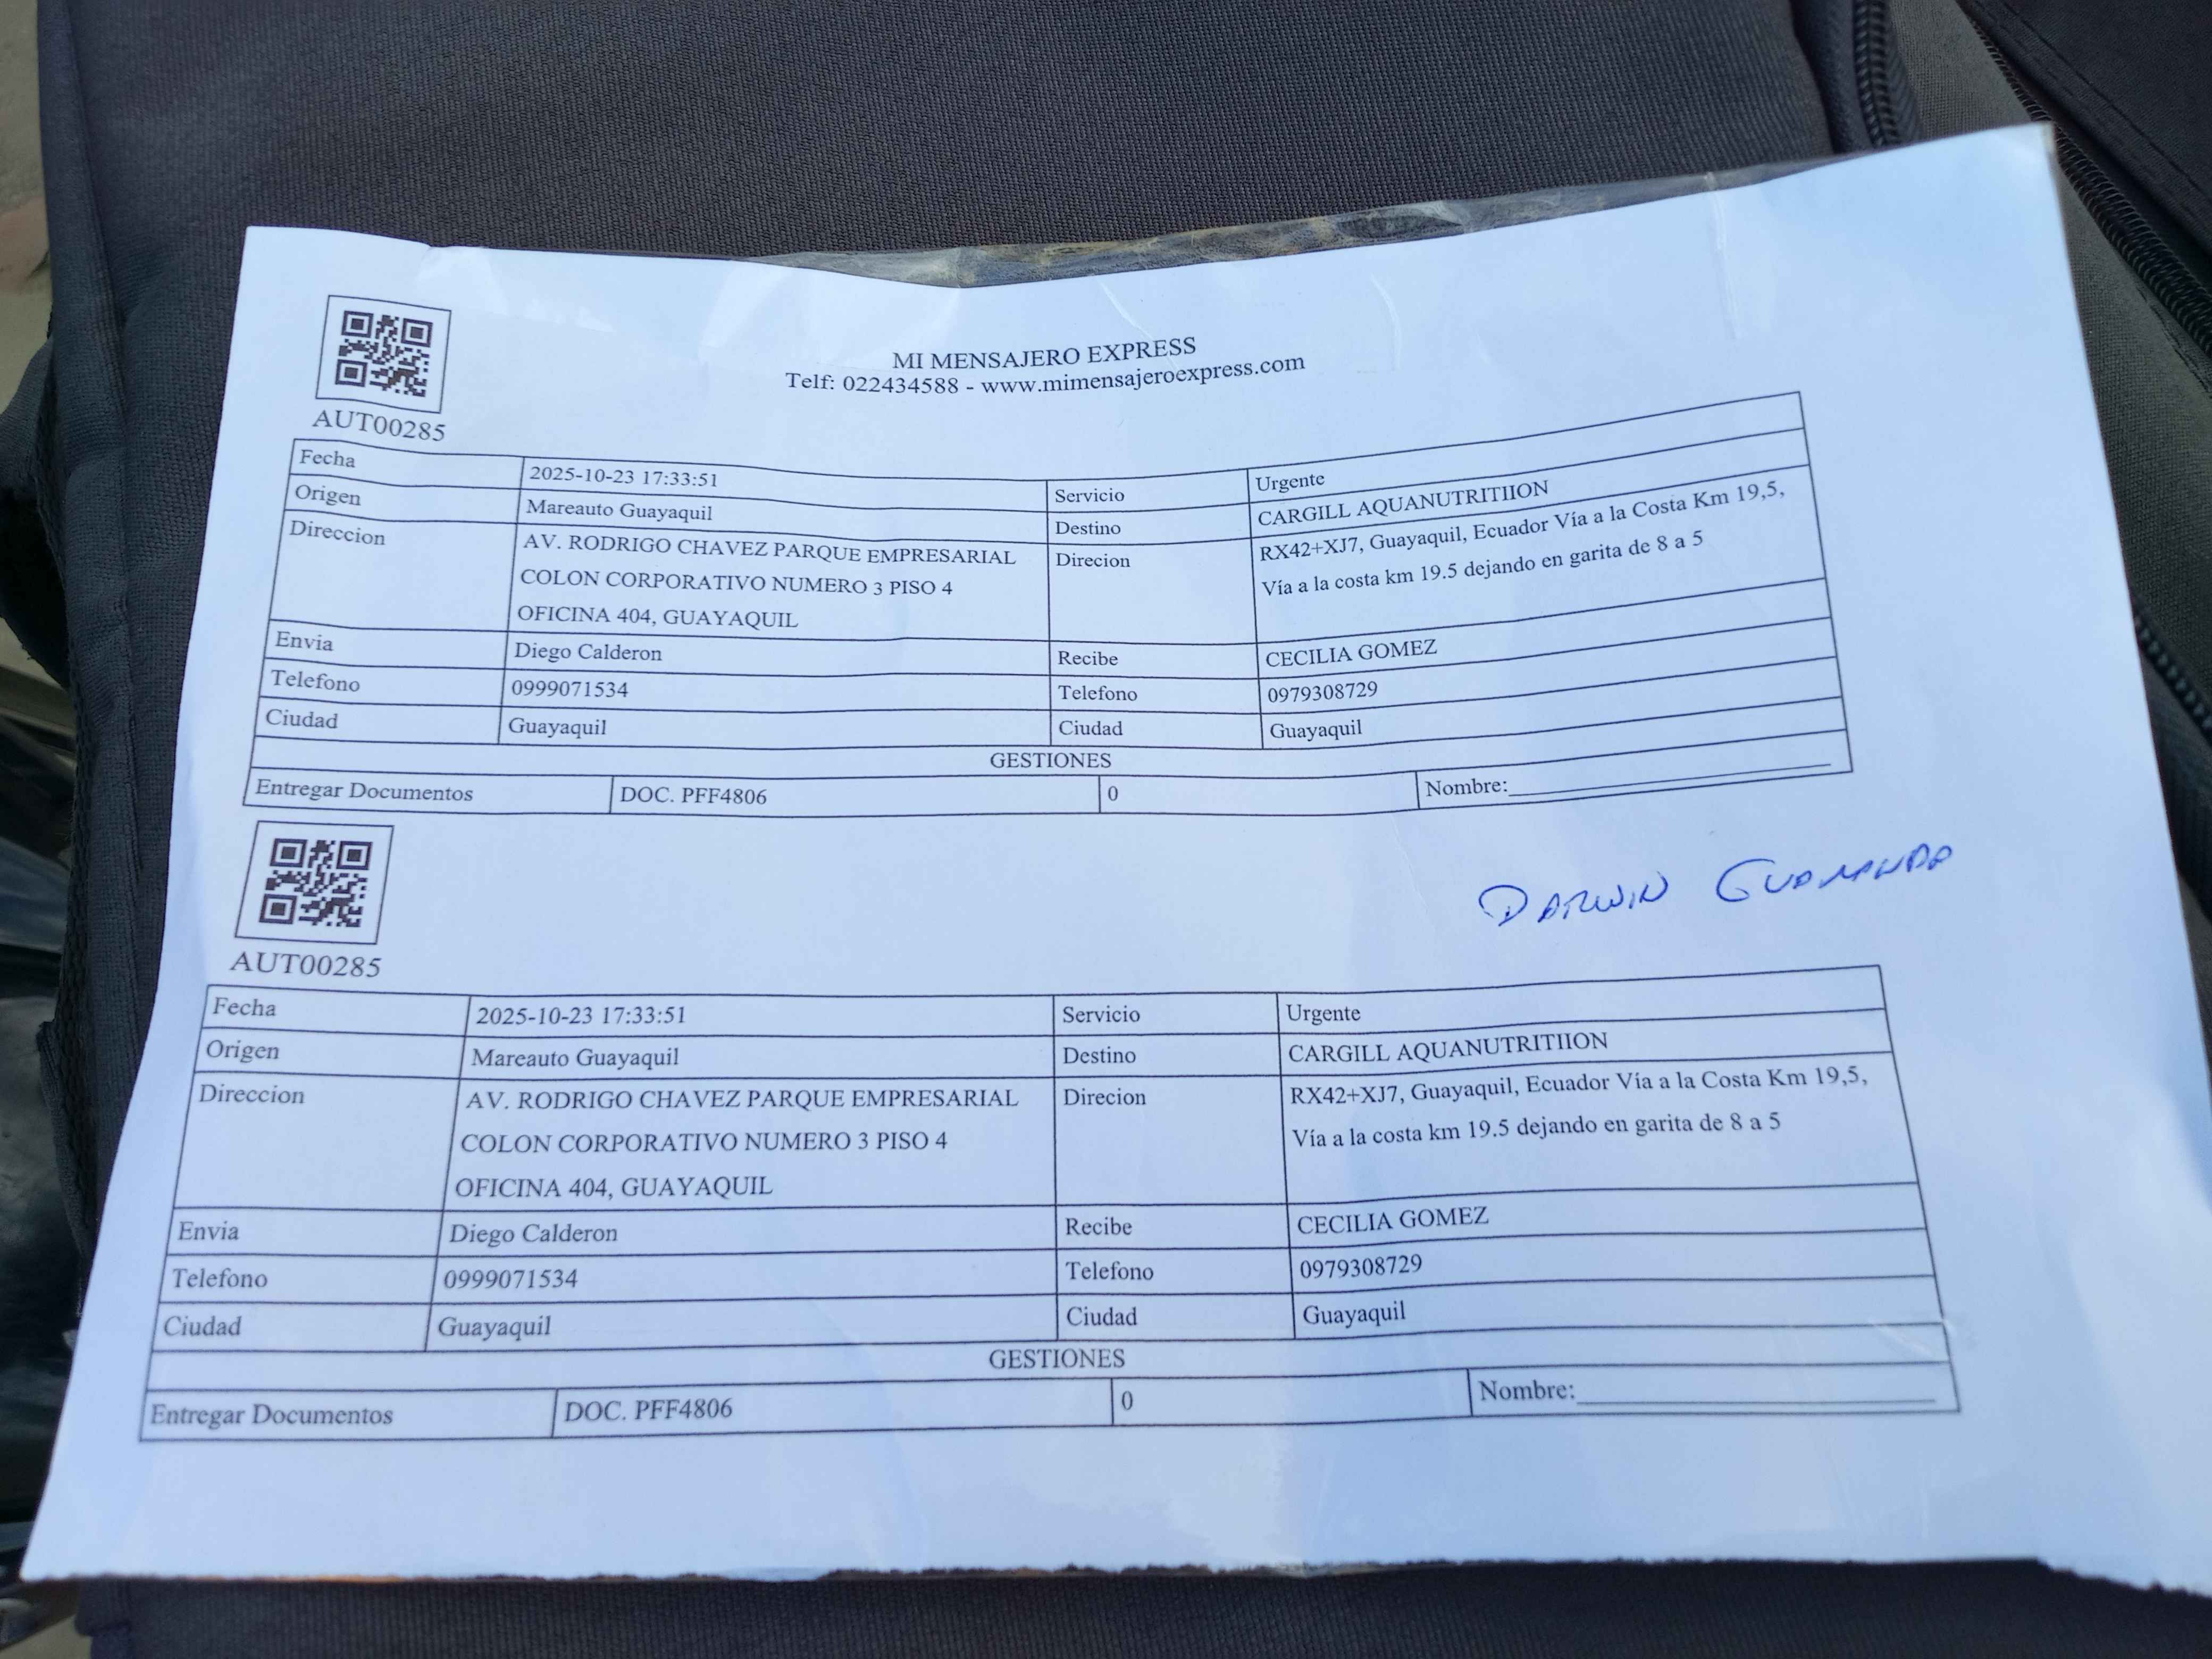 MI MENSAJERO EXPRESS
Telf: 022434588 - www.mimensajeroexpress.com
AUT00285
Fecha 2025-10-23 17:33:51 Servicio Urgente
Origen Mareauto Guayaquil Destino CARGILL AQUANUTRITIION
Direccion AV. RODRIGO CHAVEZ PARQUE EMPRESARIAL Direcion RX42+XJ7, Guayaquil, Ecuador Vía a la Costa Km 19,5,
COLON CORPORATIVO NUMERO 3 PISO 4 Vía a la costa km 19.5 dejando en garita de 8 a 5
OFICINA 404, GUAYAQUIL
Envia Diego Calderon Recibe CECILIA GOMEZ
Telefono 0999071534 Telefono 0979308729
Ciudad Guayaquil Ciudad Guayaquil
GESTIONES
Entregar Documentos DOC. PFF4806 0 Nombre:
DARWIN
AUT00285
Fecha 2025-10-23 17:33:51 Servicio Urgente
Origen Mareauto Guayaquil Destino CARGILL AQUANUTRITIION
Direccion AV. RODRIGO CHAVEZ PARQUE EMPRESARIAL Direcion RX42+XJ7, Guayaquil, Ecuador Vía a la Costa Km 19,5,
COLON CORPORATIVO NUMERO 3 PISO 4 Vía a la costa km 19.5 dejando en garita de 8 a 5
OFICINA 404, GUAYAQUIL
Envia Diego Calderon Recibe CECILIA GOMEZ
Telefono 0999071534 Telefono 0979308729
Ciudad Guayaquil Ciudad Guayaquil
GESTIONES
Entregar Documentos DOC. PFF4806 0 Nombre: